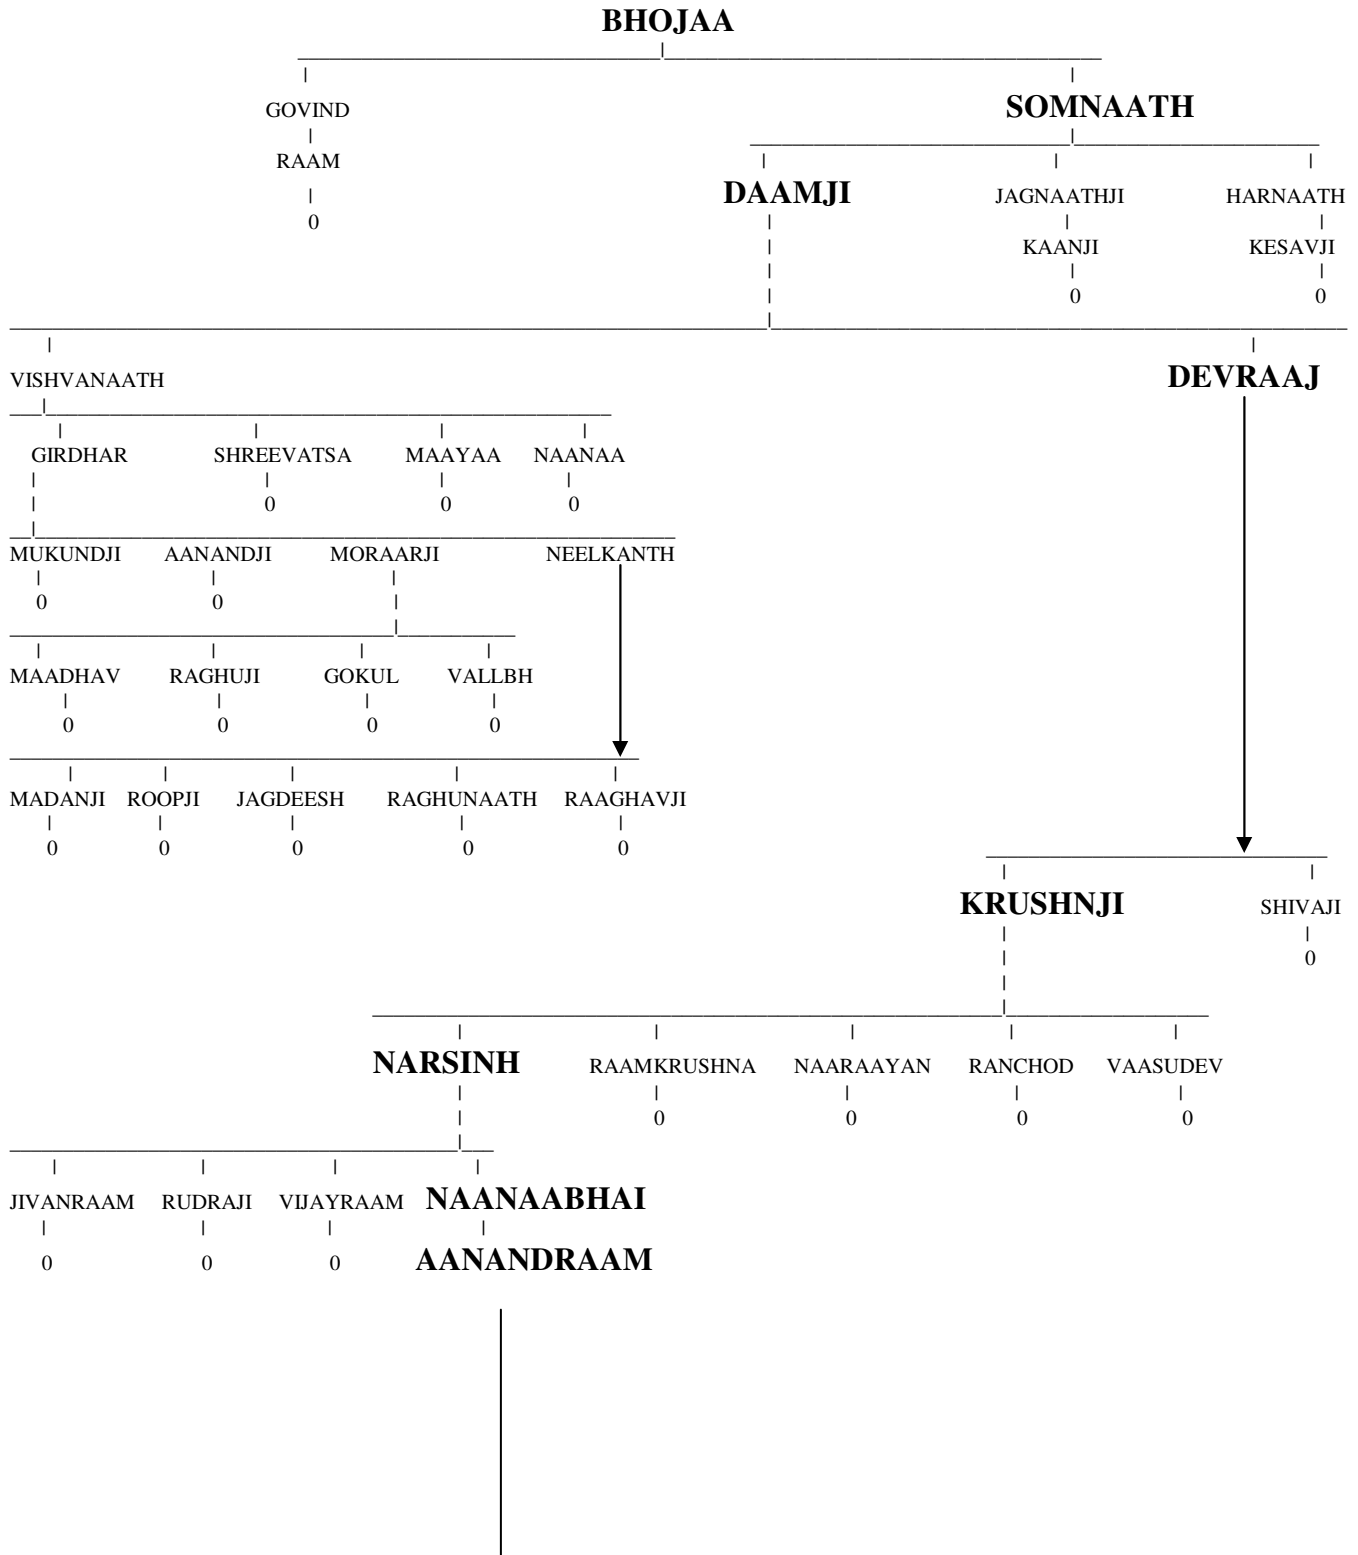 BHOJAA
GOVIND SOMNAATH
RAAM
DAAMJI JAGNAATHJI HARNAATH
0
KAANJI KESAVJI
0 0
VISHVANAATH DEVRAAJ
GIRDHAR SHREEVATSA MAAYAA NAANAA
0 0 0
MUKUNDJI AANANDJI MORAARJI NEELKANTH
0 0
MAADHAV RAGHUJI GOKUL VALLBH
0 0 0 0
MADANJI ROOPJI JAGDEESH RAGHUNAATH RAAGHAVJI
0 0 0 0 0
KRUSHNJI SHIVAJI
0
NARSINH RAAMKRUSHNA NAARAAYAN RANCHOD VAASUDEV
0 0 0 0
JIVANRAAM RUDRAJI VIJAYRAAM NAANAABHAI
0 0 0 AANANDRAAM